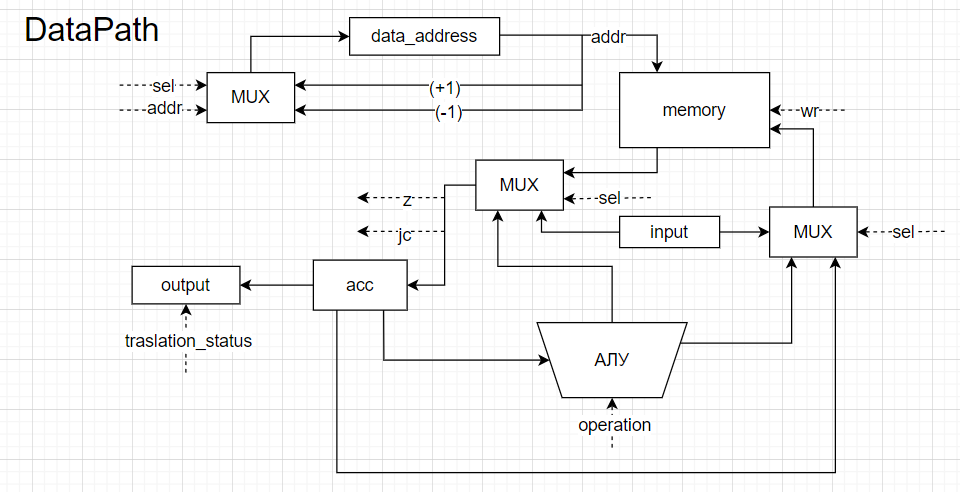 DataPath
data_address
addr
sel
MUX
(+1)
addr
(-1)
memory
wr
MUX
z
sel
jc
input
MUX
sel
output
acc
traslation_status
АЛУ
operation